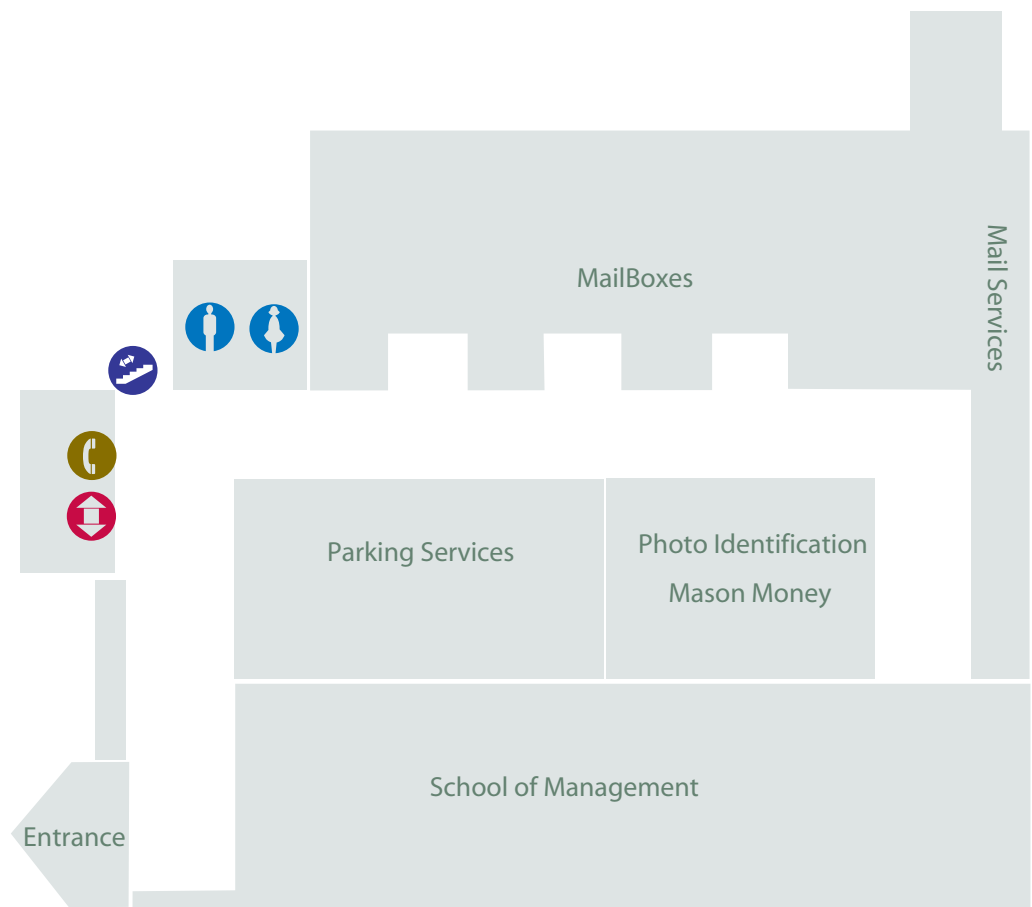 Mail Services
MailBoxes
Parking Services
Photo Identification
Mason Money
School of Management
Entrance